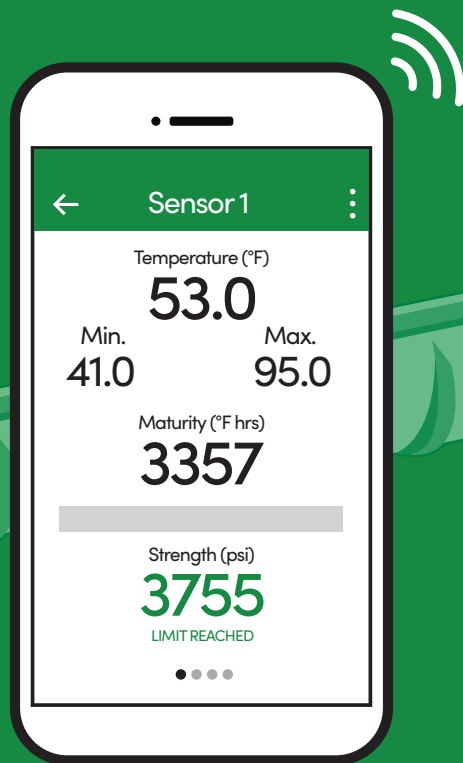 Sensor 1
Temperature (°F)
53.0
Min. Max.
41.0 95.0
Maturity (°F hrs)
3357
Strength (psi)
3755
LIMIT REACHED